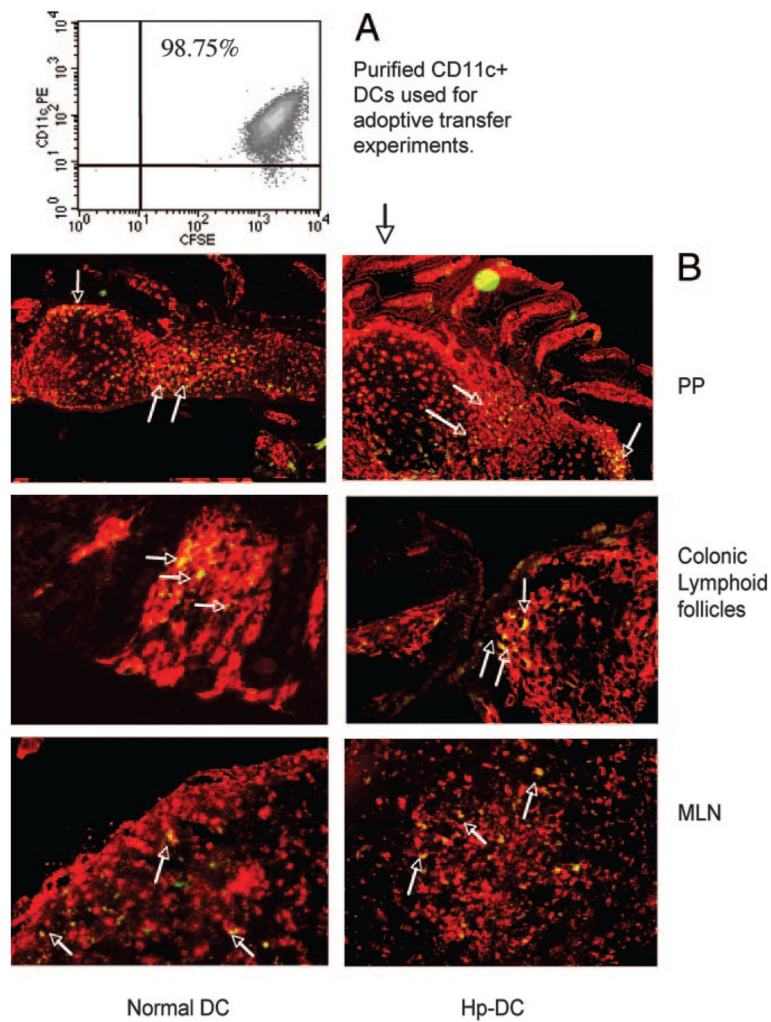 A
98.75%
Purified CD11c+
DCs used for
adoptive transfer
experiments.
CD11c PE
10⁴
10³
10²
10¹
10⁰
10⁰ 10¹ 10² 10³ 10⁴
CFSE
B
PP
Colonic
Lymphoid
follicles
MLN
Normal DC
Hp-DC